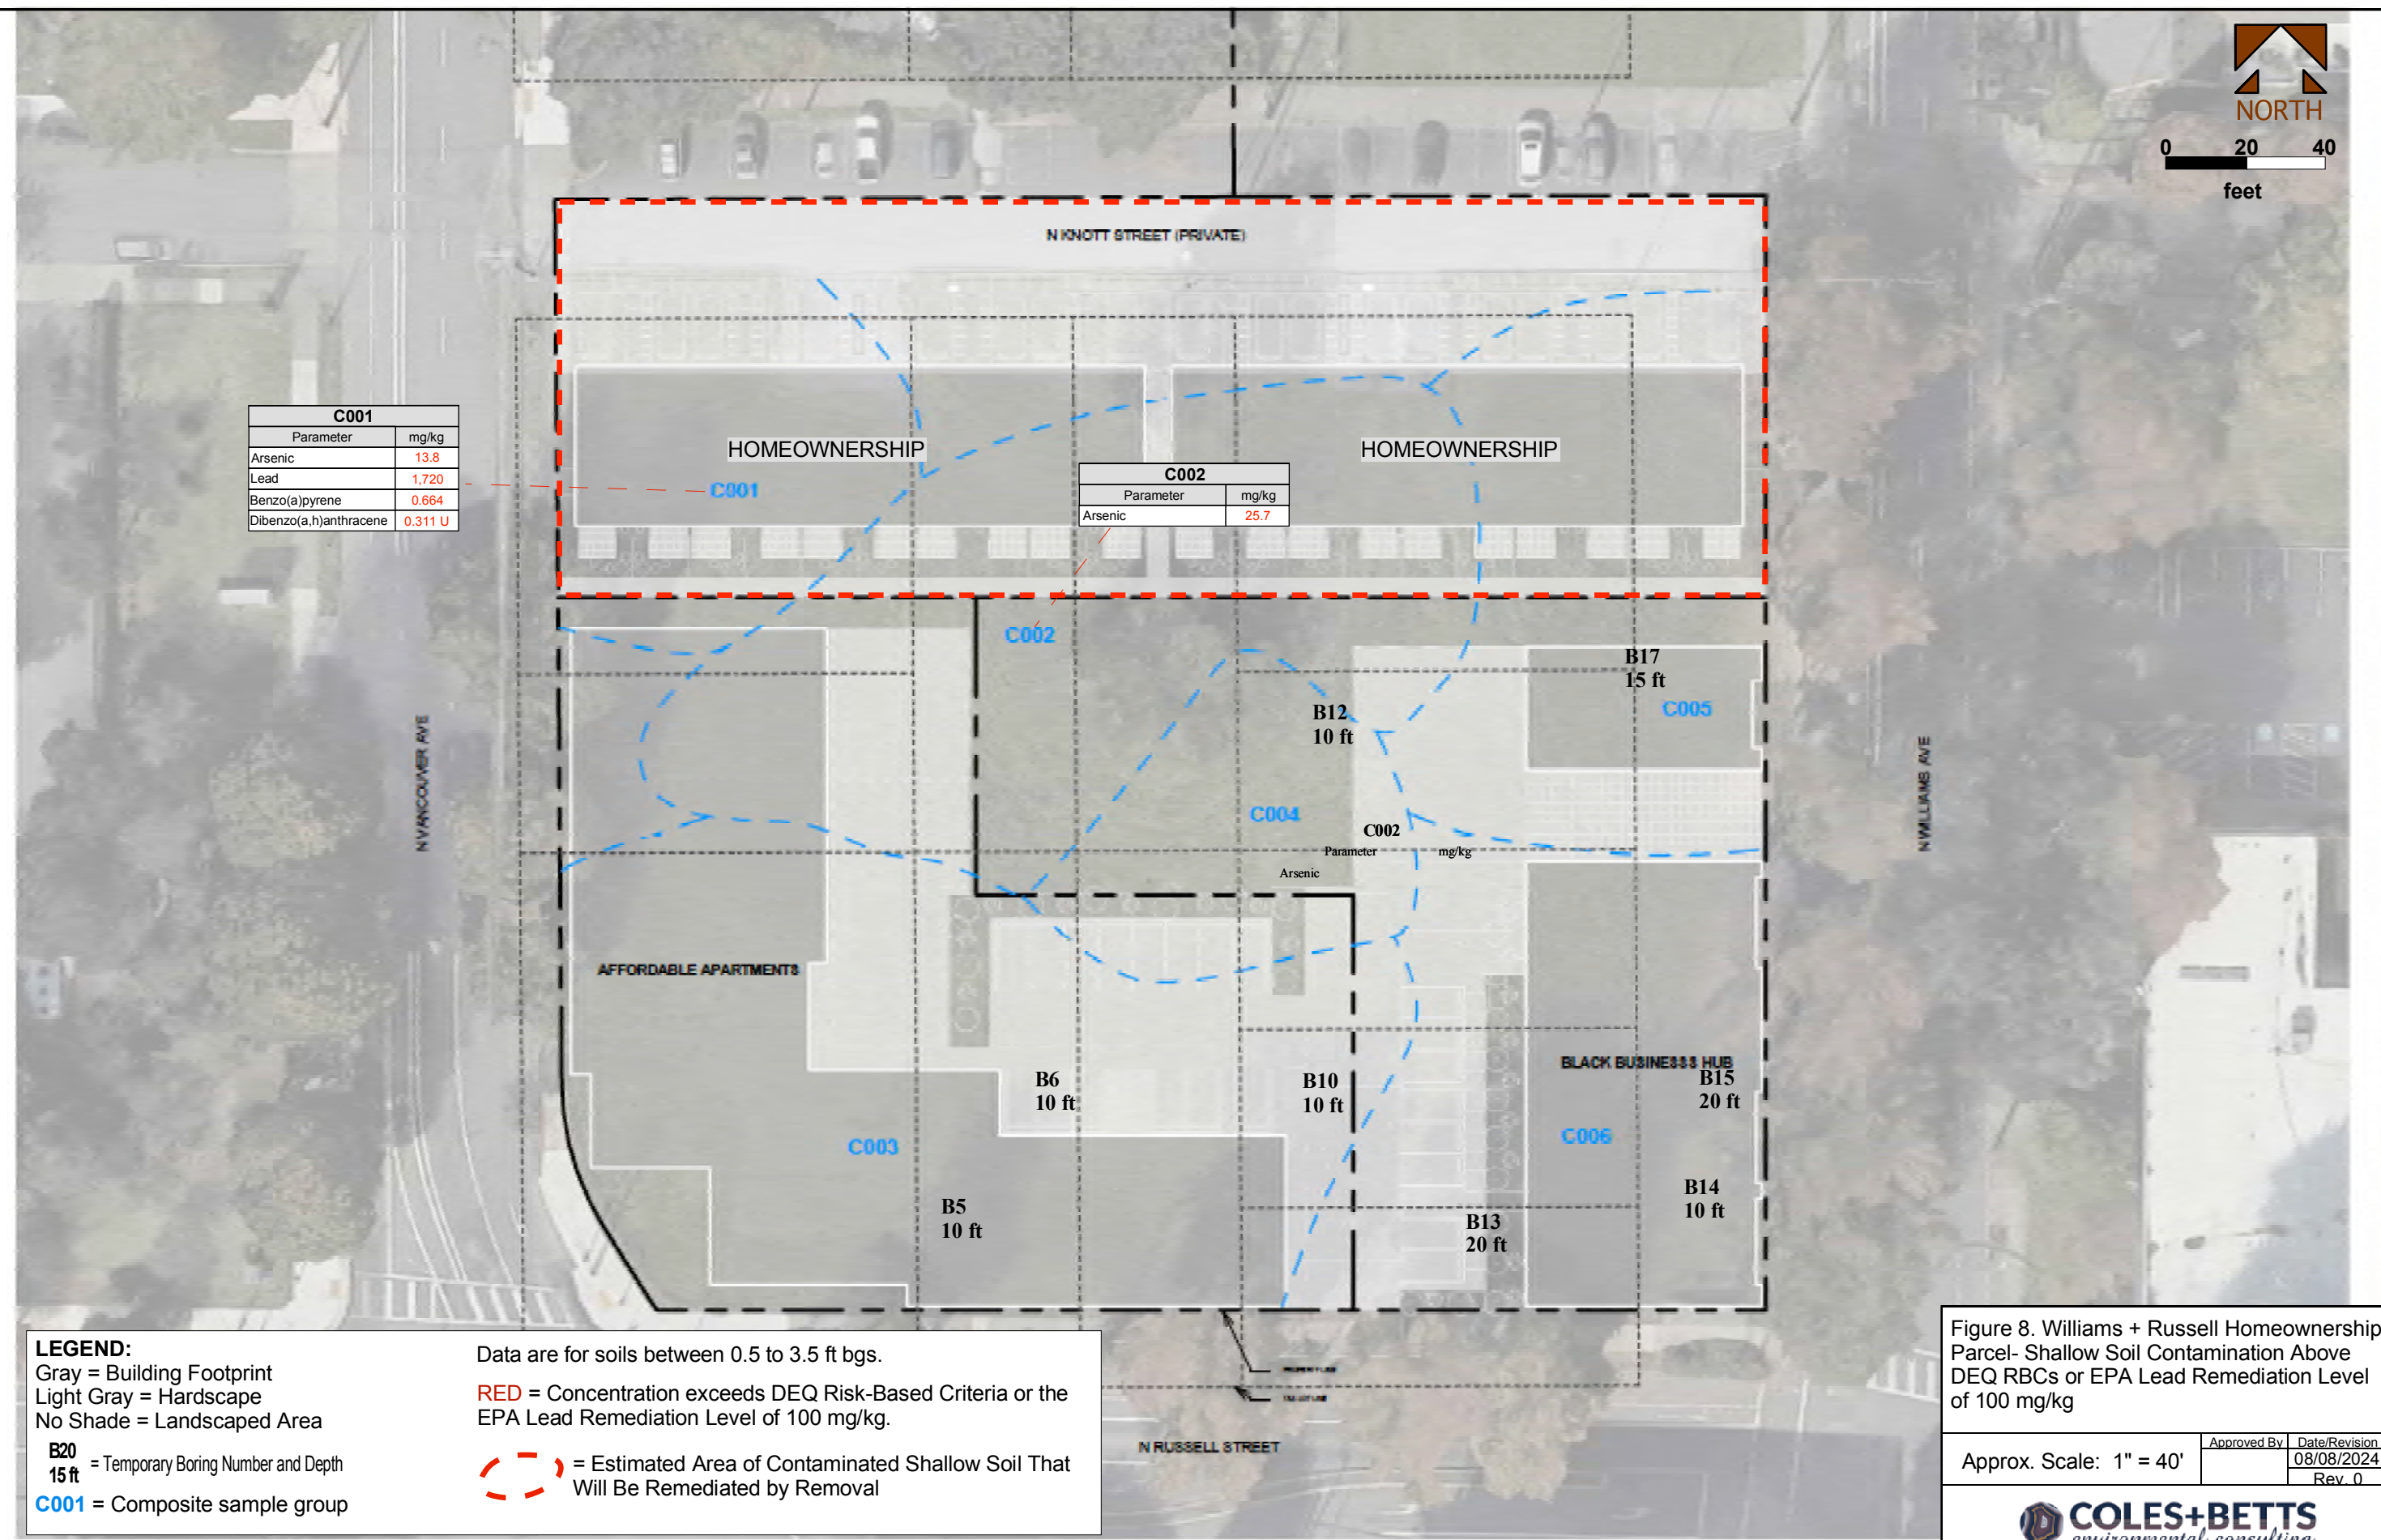 NORTH
0 20 40
feet
N KNOTT STREET (PRIVATE)
C001
Parameter mg/kg
Arsenic 13.8
Lead 1,720
Benzo(a)pyrene 0.664
Dibenzo(a,h)anthracene 0.311 U
HOMEOWNERSHIP
HOMEOWNERSHIP
C001
C002
Parameter mg/kg
Arsenic 25.7
C002
B17
15 ft
C005
B12
10 ft
N VANCOUVER AVE
N WILLIAMS AVE
C004
C002
Parameter mg/kg
Arsenic
AFFORDABLE APARTMENTS
BLACK BUSINESSS HUB
B6
10 ft
B10
10 ft
B15
20 ft
C003
C006
B5
10 ft
B13
20 ft
B14
10 ft
PROPERTY LINE
TAX LOT LINE
N RUSSELL STREET
LEGEND:
Gray = Building Footprint
Light Gray = Hardscape
No Shade = Landscaped Area
B20
15 ft = Temporary Boring Number and Depth
C001 = Composite sample group
Data are for soils between 0.5 to 3.5 ft bgs.
RED = Concentration exceeds DEQ Risk-Based Criteria or the
EPA Lead Remediation Level of 100 mg/kg.
= Estimated Area of Contaminated Shallow Soil That
Will Be Remediated by Removal
Figure 8. Williams + Russell Homeownership
Parcel- Shallow Soil Contamination Above
DEQ RBCs or EPA Lead Remediation Level
of 100 mg/kg
Approx. Scale: 1" = 40'
Approved By
Date/Revision
08/08/2024
Rev. 0
COLES+BETTS
environmental consulting